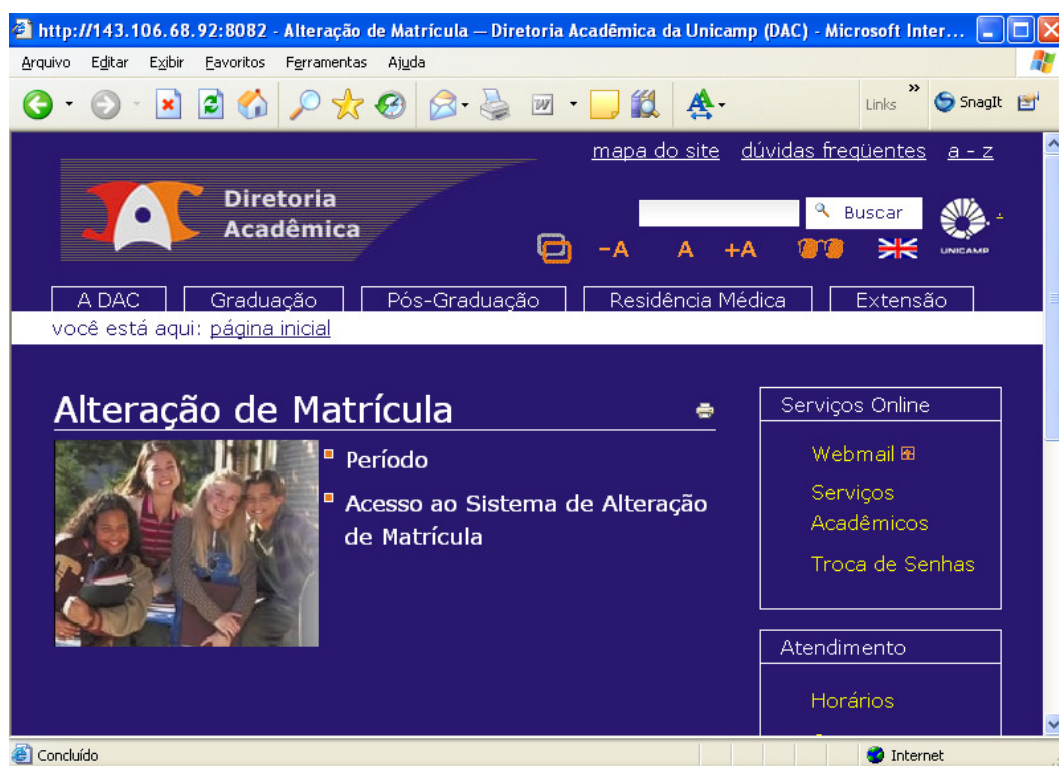 http://143.106.68.92:8082 - Alteração de Matrícula — Diretoria Acadêmica da Unicamp (DAC) - Microsoft Inter...
Arquivo Editar Exibir Favoritos Ferramentas Ajuda
Links » SnagIt
mapa do site dúvidas freqüentes a - z
Diretoria
Acadêmica
Buscar
-A A +A
UNICAMP
A DAC Graduação Pós-Graduação Residência Médica Extensão
você está aqui: página inicial
Alteração de Matrícula
Período
Acesso ao Sistema de Alteração
de Matrícula
Serviços Online
Webmail
Serviços
Acadêmicos
Troca de Senhas
Atendimento
Horários
Concluído
Internet